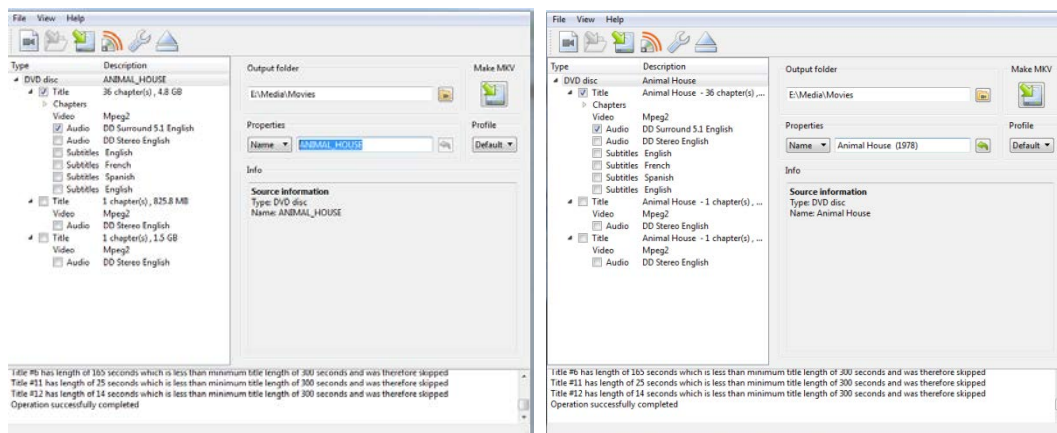 File View Help
Type Description
DVD disc ANIMAL_HOUSE
Title 36 chapter(s) , 4.8 GB
Chapters
Video Mpeg2
Audio DD Surround 5.1 English
Audio DD Stereo English
Subtitles English
Subtitles French
Subtitles Spanish
Subtitles English
Title 1 chapter(s) , 825.8 MB
Video Mpeg2
Audio DD Stereo English
Title 1 chapter(s) , 1.5 GB
Video Mpeg2
Audio DD Stereo English
Output folder
E:\Media\Movies
Make MKV
Properties
Name ANIMAL_HOUSE
Profile
Default
Info
Source information
Type: DVD disc
Name: ANIMAL_HOUSE
Title #6 has length of 165 seconds which is less than minimum title length of 300 seconds and was therefore skipped
Title #11 has length of 25 seconds which is less than minimum title length of 300 seconds and was therefore skipped
Title #12 has length of 14 seconds which is less than minimum title length of 300 seconds and was therefore skipped
Operation successfully completed
File View Help
Type Description
DVD disc Animal House
Title Animal House - 36 chapter(s) ,...
Chapters
Video Mpeg2
Audio DD Surround 5.1 English
Audio DD Stereo English
Subtitles English
Subtitles French
Subtitles Spanish
Subtitles English
Title Animal House - 1 chapter(s) , ...
Video Mpeg2
Audio DD Stereo English
Title Animal House - 1 chapter(s) , ...
Video Mpeg2
Audio DD Stereo English
Output folder
E:\Media\Movies
Make MKV
Properties
Name Animal House (1978)
Profile
Default
Info
Source information
Type: DVD disc
Name: Animal House
Title #6 has length of 165 seconds which is less than minimum title length of 300 seconds and was therefore skipped
Title #11 has length of 25 seconds which is less than minimum title length of 300 seconds and was therefore skipped
Title #12 has length of 14 seconds which is less than minimum title length of 300 seconds and was therefore skipped
Operation successfully completed